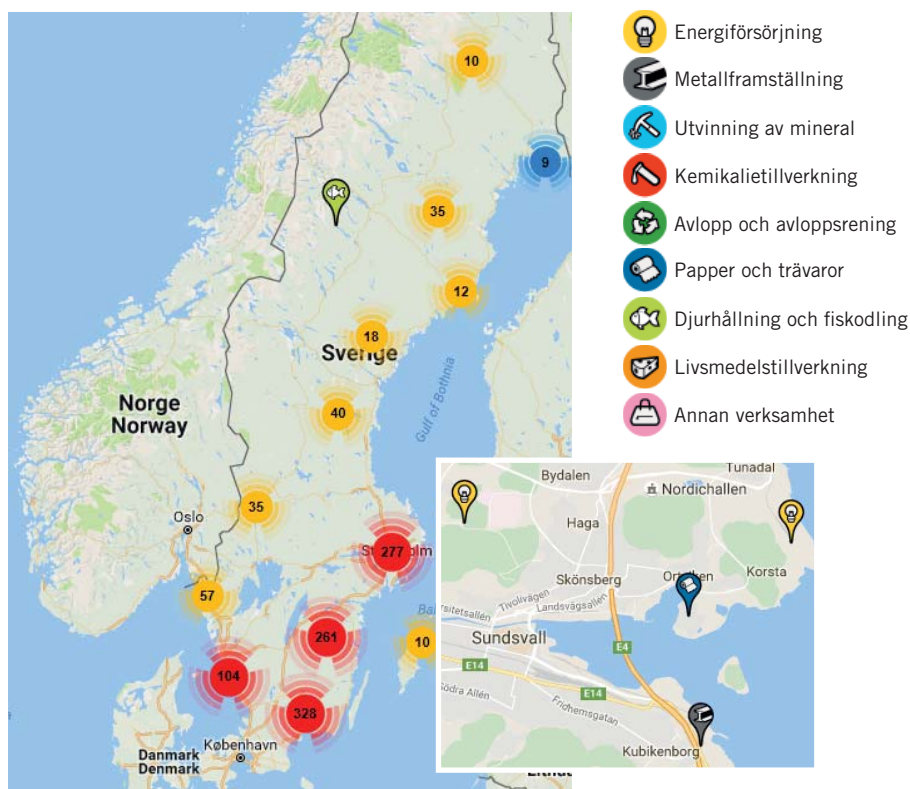 10
9
35
12
18
Sverige
40
Gulf of Bothnia
Norge
Norway
35
Oslo
277
57
261
10
104
328
København
Danmark
Denmark
Energiförsörjning
Metallframställning
Utvinning av mineral
Kemikalietillverkning
Avlopp och avloppsrening
Papper och trävaror
Djurhållning och fiskodling
Livsmedelstillverkning
Annan verksamhet
Bydalen
Tunadal
Nordichallen
Haga
Skönsberg
Korsta
Tivolivägen
Landsvägsallén
Sundsvall
E4
E14
E14
Södra Allén
Fridhemsgatan
Kubikenborg